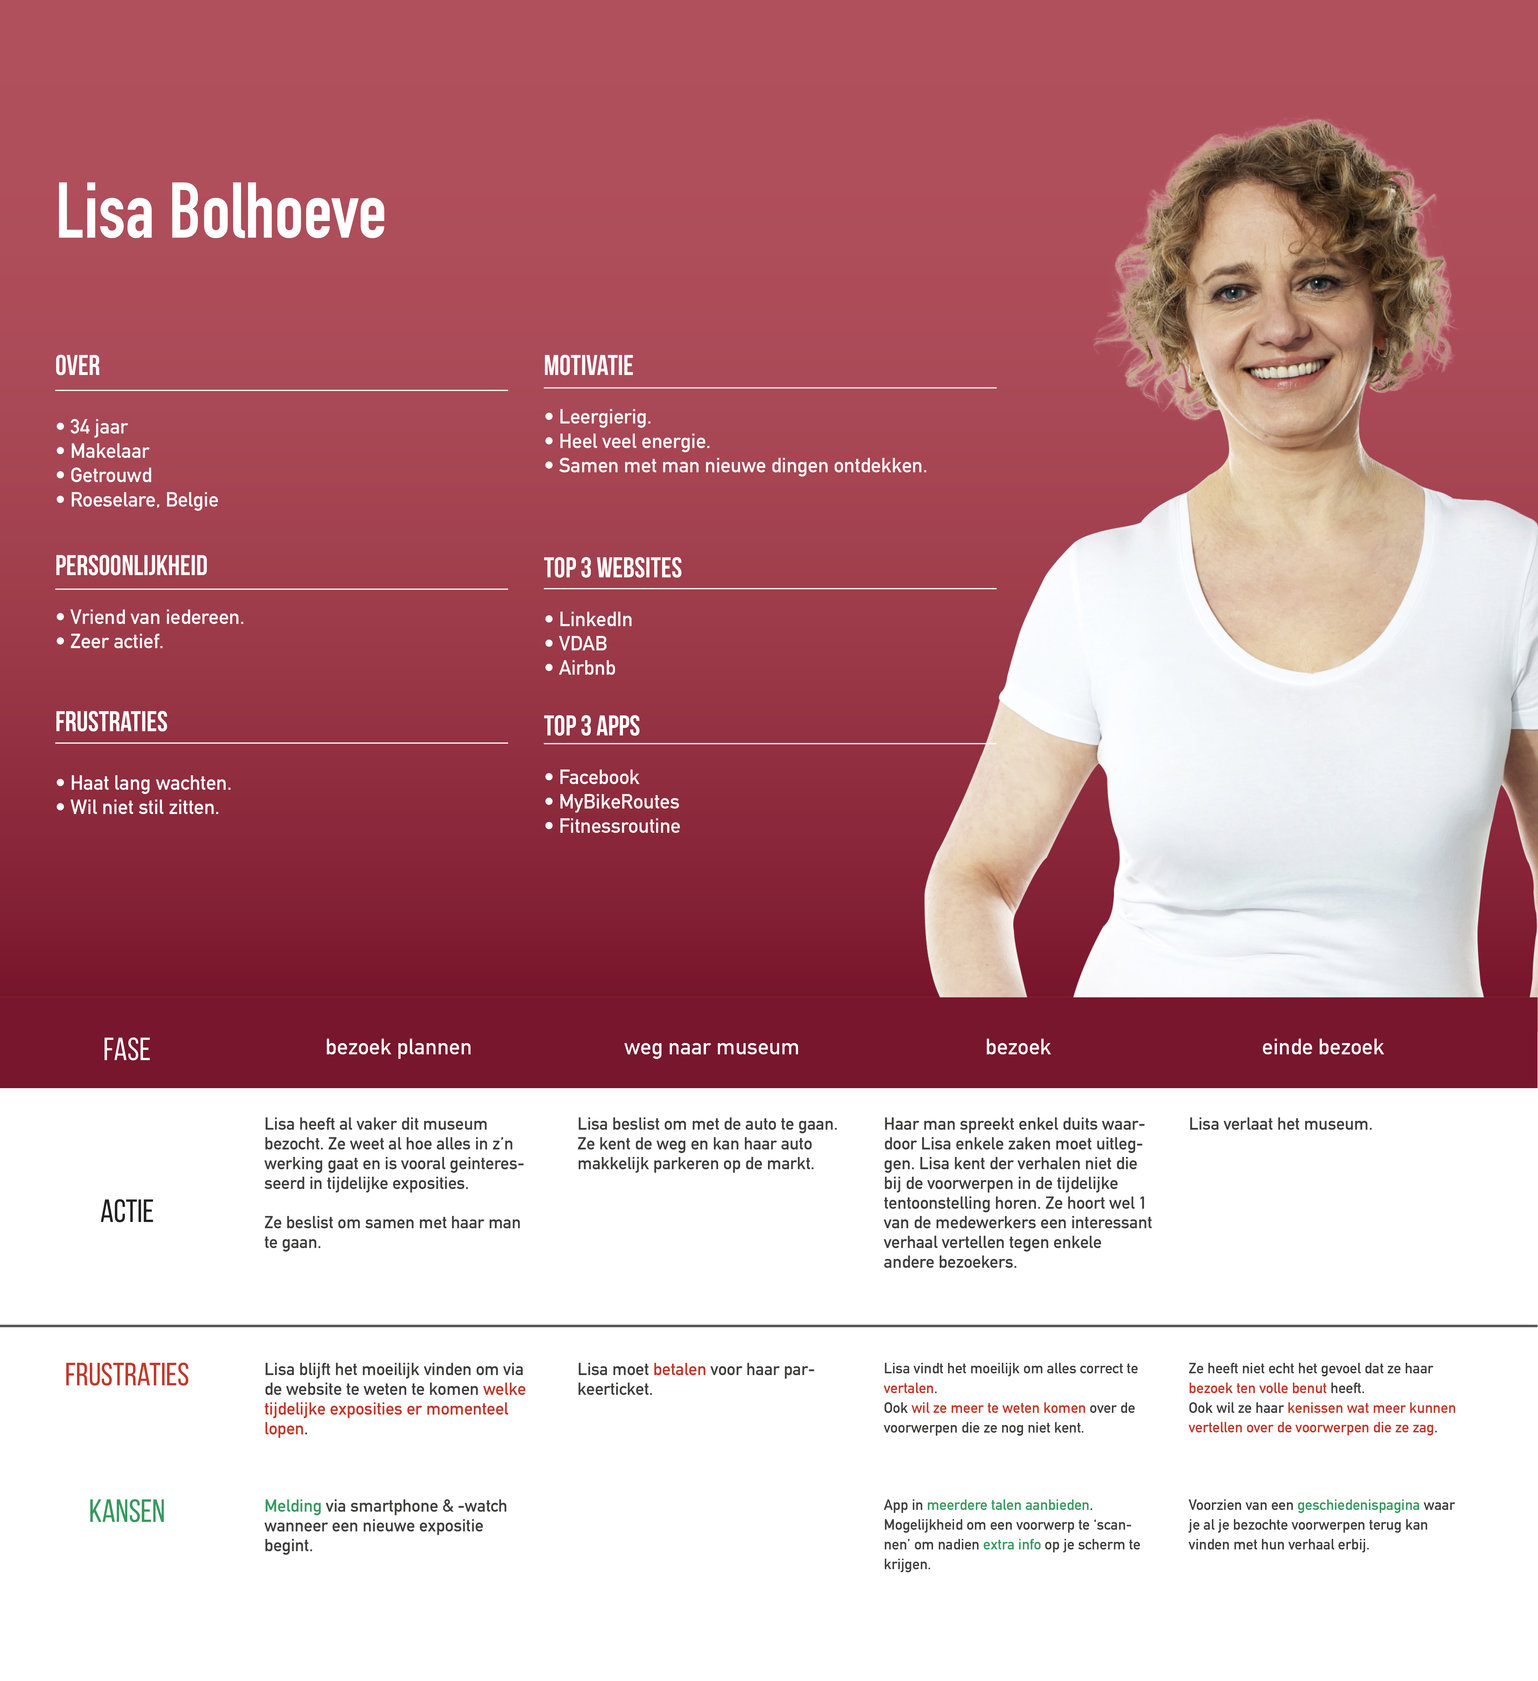 Lisa Bolhoeve
OVER
• 34 jaar
• Makelaar
• Getrouwd
• Roeselare, Belgie
PERSOONLIJKHEID
• Vriend van iedereen.
• Zeer actief.
FRUSTRATIES
• Haat lang wachten.
• Wil niet stil zitten.
MOTIVATIE
• Leergierig.
• Heel veel energie.
• Samen met man nieuwe dingen ontdekken.
TOP 3 WEBSITES
• LinkedIn
• VDAB
• Airbnb
TOP 3 APPS
• Facebook
• MyBikeRoutes
• Fitnessroutine
FASE
bezoek plannen
weg naar museum
bezoek
einde bezoek
ACTIE
Lisa heeft al vaker dit museum
bezocht. Ze weet al hoe alles in z'n
werking gaat en is vooral geinteres-
seerd in tijdelijke exposities.
Ze beslist om samen met haar man
te gaan.
Lisa beslist om met de auto te gaan.
Ze kent de weg en kan haar auto
makkelijk parkeren op de markt.
Haar man spreekt enkel duits waar-
door Lisa enkele zaken moet uitleg-
gen. Lisa kent der verhalen niet die
bij de voorwerpen in de tijdelijke
tentoonstelling horen. Ze hoort wel 1
van de medewerkers een interessant
verhaal vertellen tegen enkele
andere bezoekers.
Lisa verlaat het museum.
FRUSTRATIES
Lisa blijft het moeilijk vinden om via
de website te weten te komen welke
tijdelijke exposities er momenteel
lopen.
Lisa moet betalen voor haar par-
keerticket.
Lisa vindt het moeilijk om alles correct te
vertalen.
Ook wil ze meer te weten komen over de
voorwerpen die ze nog niet kent.
Ze heeft niet echt het gevoel dat ze haar
bezoek ten volle benut heeft.
Ook wil ze haar kenissen wat meer kunnen
vertellen over de voorwerpen die ze zag.
KANSEN
Melding via smartphone & -watch
wanneer een nieuwe expositie
begint.
App in meerdere talen aanbieden.
Mogelijkheid om een voorwerp te 'scan-
nen' om nadien extra info op je scherm te
krijgen.
Voorzien van een geschiedenispagina waar
je al je bezochte voorwerpen terug kan
vinden met hun verhaal erbij.